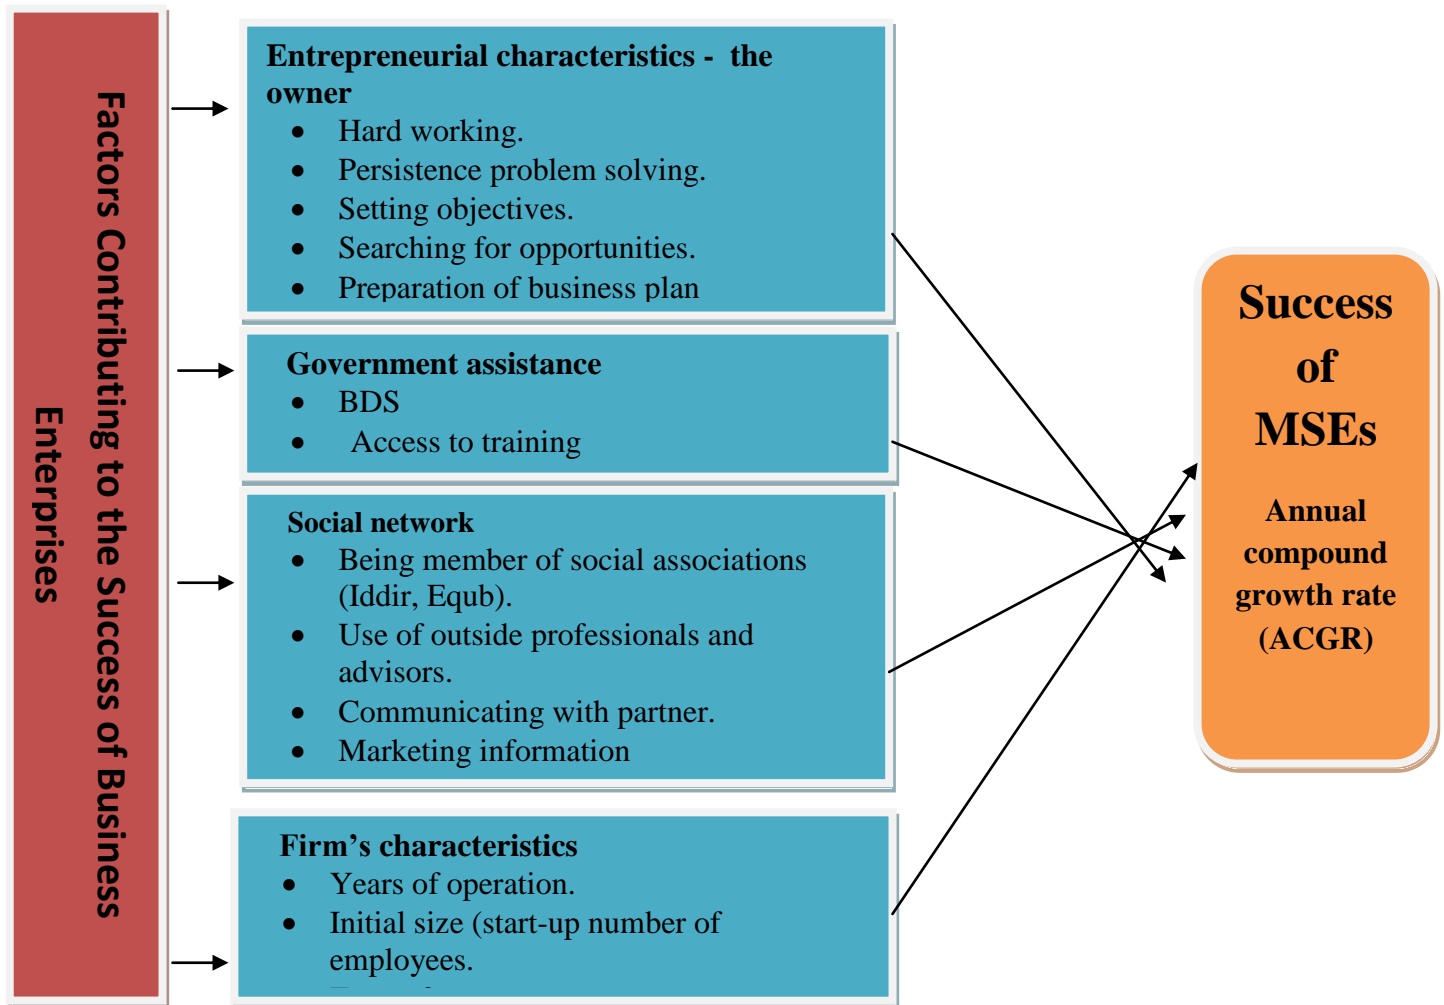 Factors Contributing to the Success of Business
Enterprises
Entrepreneurial characteristics - the
owner
• Hard working.
• Persistence problem solving.
• Setting objectives.
• Searching for opportunities.
• Preparation of business plan
Government assistance
• BDS
• Access to training
Social network
• Being member of social associations
(Iddir, Equb).
• Use of outside professionals and
advisors.
• Communicating with partner.
• Marketing information
Firm’s characteristics
• Years of operation.
• Initial size (start-up number of
employees.
Success
of
MSEs
Annual
compound
growth rate
(ACGR)